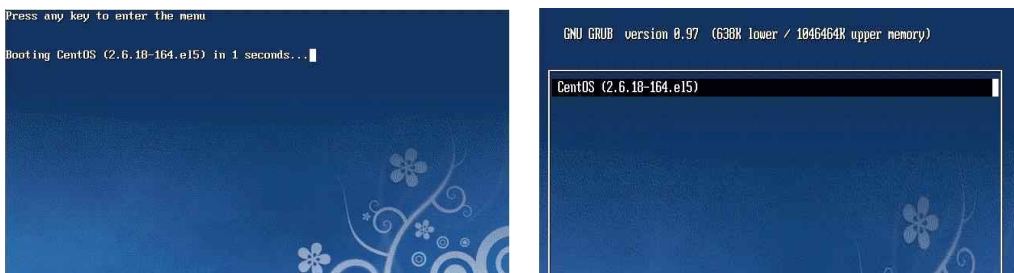 Press any key to enter the menu
Booting CentOS (2.6.18-164.el5) in 1 seconds...
GNU GRUB version 0.97 (638K lower / 1046464K upper memory)
CentOS (2.6.18-164.el5)